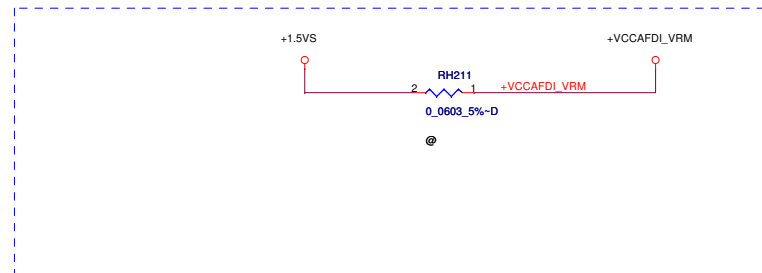 +1.5VS
+VCCAFDI_VRM
RH211
2
1
+VCCAFDI_VRM
0_0603_5%~D
@